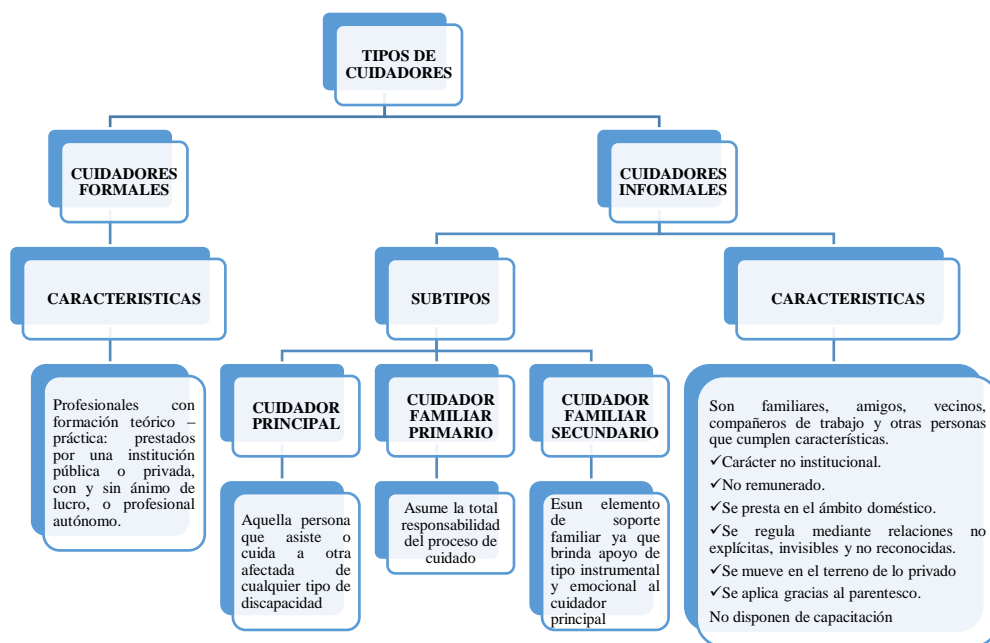 TIPOS DE
CUIDADORES
CUIDADORES
FORMALES
CUIDADORES
INFORMALES
CARACTERISTICAS
SUBTIPOS
CARACTERISTICAS
Profesionales con
formación teórico –
práctica: prestados
por una institución
pública o privada,
con y sin ánimo de
lucro, o profesional
autónomo.
CUIDADOR
PRINCIPAL
CUIDADOR
FAMILIAR
PRIMARIO
CUIDADOR
FAMILIAR
SECUNDARIO
Aquella persona
que asiste o
cuida a otra
afectada de
cualquier tipo de
discapacidad
Asume la total
responsabilidad
del proceso de
cuidado
Esun elemento
de soporte
familiar ya que
brinda apoyo de
tipo instrumental
y emocional al
cuidador
principal
Son familiares, amigos, vecinos,
compañeros de trabajo y otras personas
que cumplen características.
✓Carácter no institucional.
✓No remunerado.
✓Se presta en el ámbito doméstico.
✓Se regula mediante relaciones no
explícitas, invisibles y no reconocidas.
✓Se mueve en el terreno de lo privado
✓Se aplica gracias al parentesco.
No disponen de capacitación